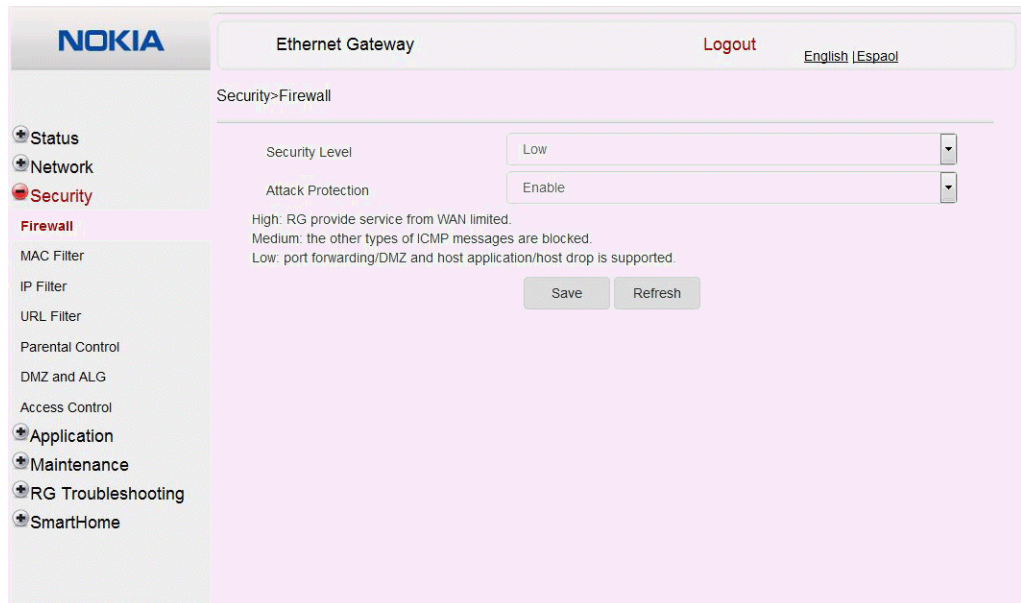 NOKIA
Ethernet Gateway
Logout
English | Espaol
Security>Firewall
Status
Network
Security
Firewall
MAC Filter
IP Filter
URL Filter
Parental Control
DMZ and ALG
Access Control
Application
Maintenance
RG Troubleshooting
SmartHome
Security Level
Low
Attack Protection
Enable
High: RG provide service from WAN limited.
Medium: the other types of ICMP messages are blocked.
Low: port forwarding/DMZ and host application/host drop is supported.
Save
Refresh